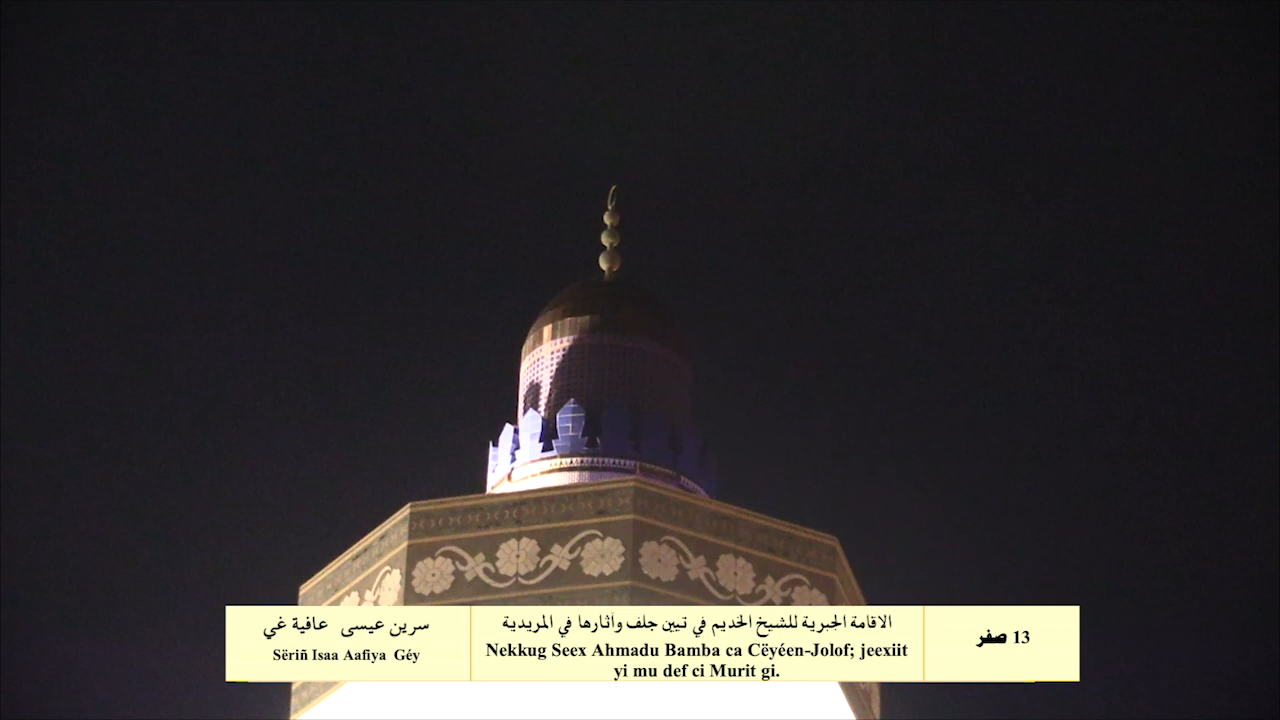 سرين عيسى عافية غي
Sëriñ Isaa Aafiya Géy
الاقامة الجبرية للشيخ الخديم في تيين جلف وأثارها في المريدية
Nekkug Seex Ahmadu Bamba ca Cëyéen-Jolof; jeexiit
yi mu def ci Murit gi.
13 صفر